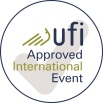 ufi
Approved
International
Event